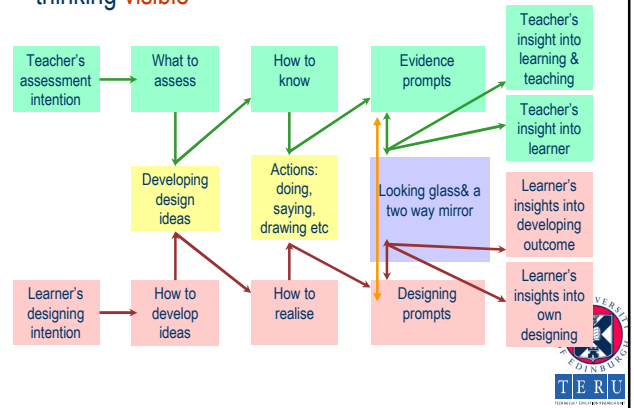 thinking visible
Teacher's
assessment
intention
What to
assess
How to
know
Evidence
prompts
Teacher's
insight into
learning &
teaching
Teacher's
insight into
learner
Developing
design
ideas
Actions:
doing,
saying,
drawing etc
Looking glass& a
two way mirror
Learner's
insights into
developing
outcome
Learner's
designing
intention
How to
develop
ideas
How to
realise
Designing
prompts
Learner's
insights into
own
designing
EDINBURGH
TERU